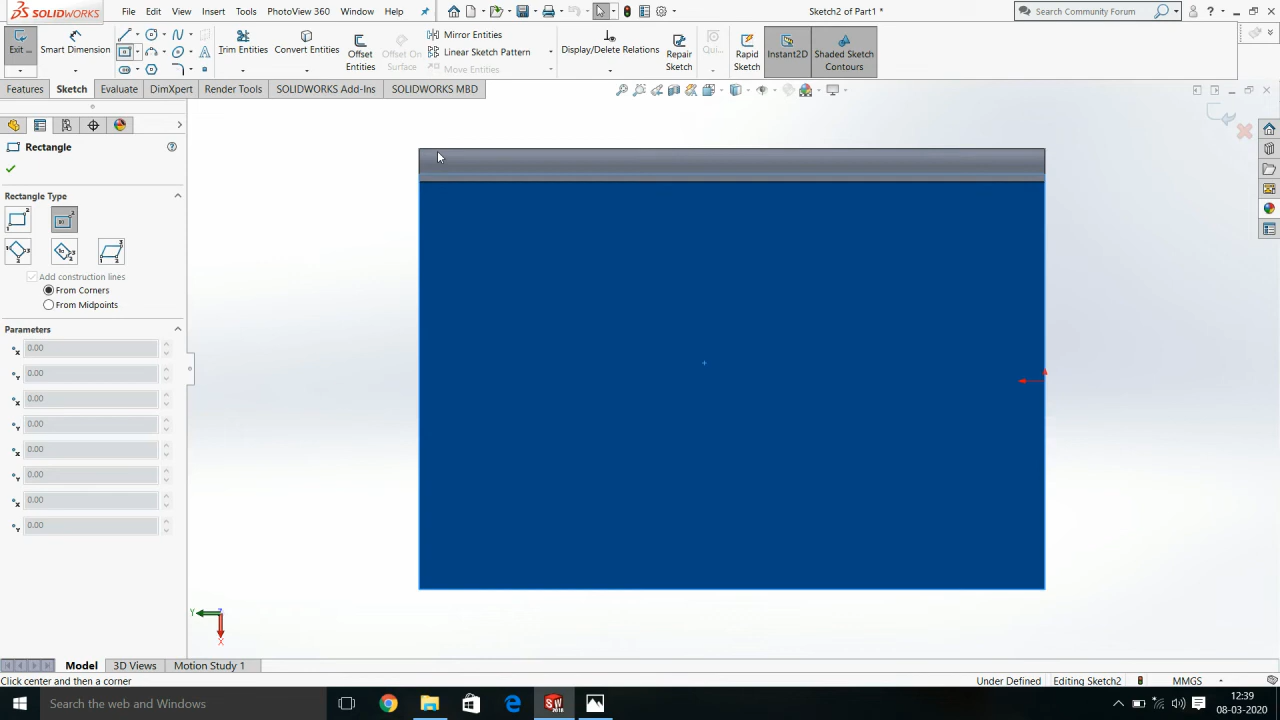 SOLIDWORKS File Edit View Insert Tools PhotoView 360 Window Help Sketch2 of Part1 * Search Community Forum ?
Exit ... Smart Dimension Trim Entities Convert Entities Offset Entities Offset On Surface Mirror Entities Linear Sketch Pattern Move Entities Display/Delete Relations Repair Sketch Qui... Rapid Sketch Instant2D Shaded Sketch Contours
Features Sketch Evaluate DimXpert Render Tools SOLIDWORKS Add-Ins SOLIDWORKS MBD
Rectangle ?
Rectangle Type
Add construction lines
From Corners
From Midpoints
Parameters
X 0.00
Y 0.00
X 0.00
Y 0.00
X 0.00
Y 0.00
X 0.00
Y 0.00
Y Z
X
Model 3D Views Motion Study 1
Click center and then a corner Under Defined Editing Sketch2 MMGS
Search the web and Windows SW 2018 12:39
08-03-2020